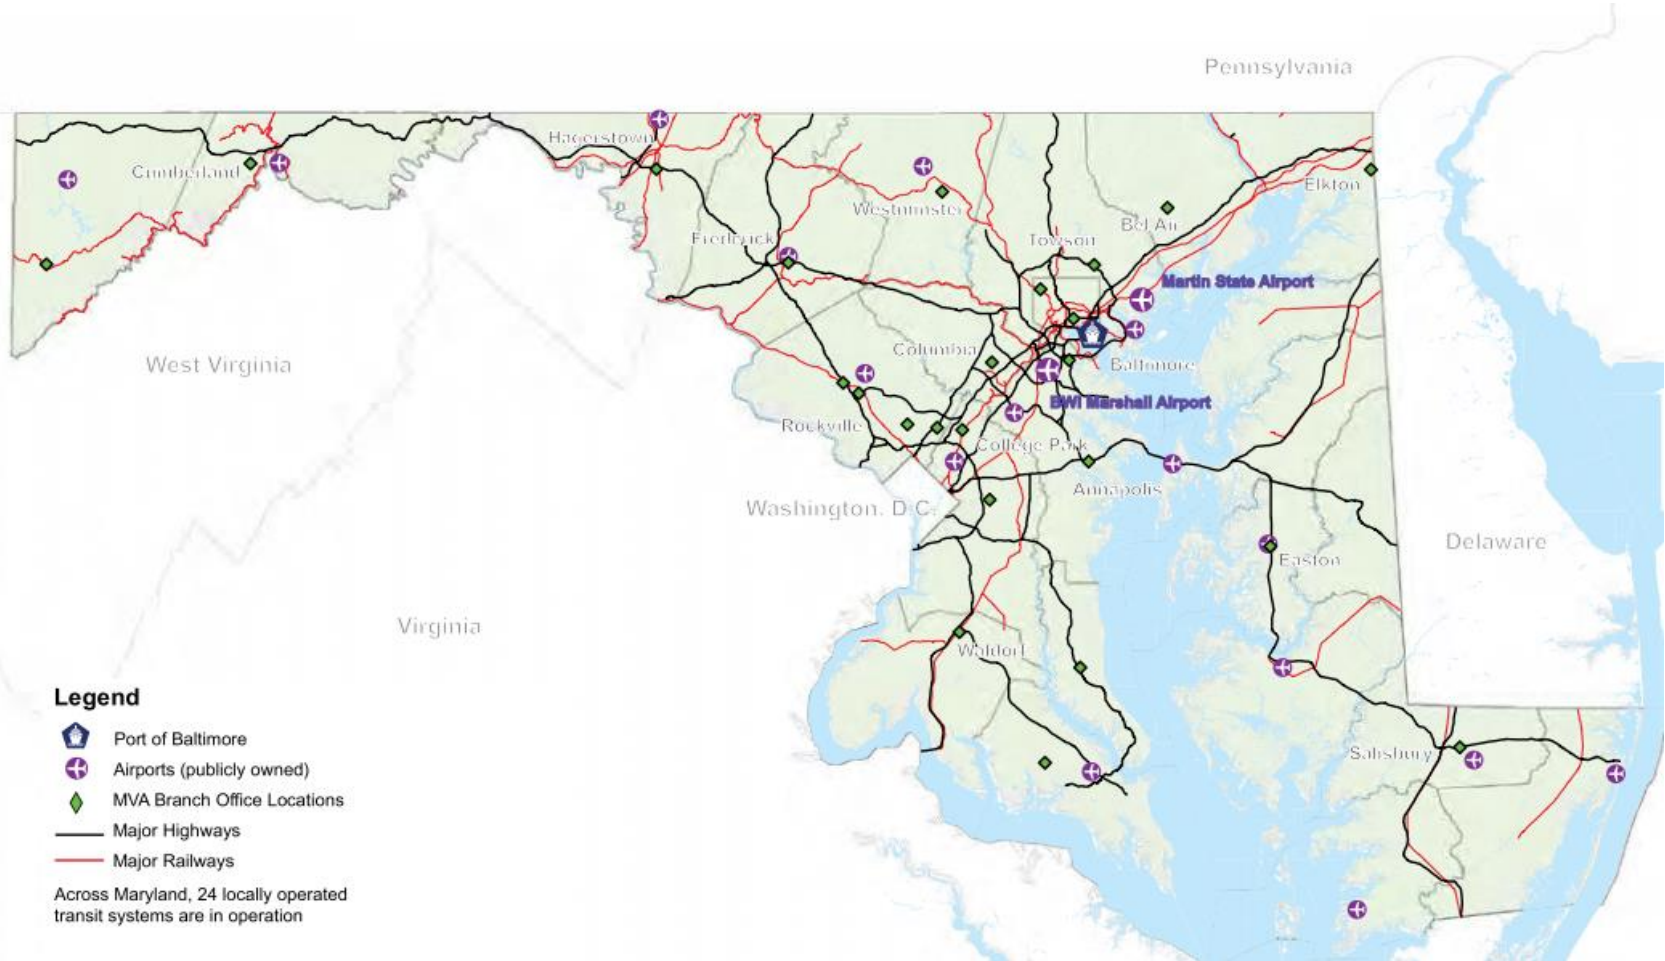 Pennsylvania
Hagerstown
Cumberland
Elkton
Westminster
Bel Air
Frederick
Towson
Martin State Airport
West Virginia
Columbia
Baltimore
BWI Marshall Airport
Rockville
College Park
Annapolis
Washington, D.C.
Delaware
Easton
Virginia
Waldorf
Salisbury
Legend
Port of Baltimore
Airports (publicly owned)
MVA Branch Office Locations
Major Highways
Major Railways
Across Maryland, 24 locally operated
transit systems are in operation